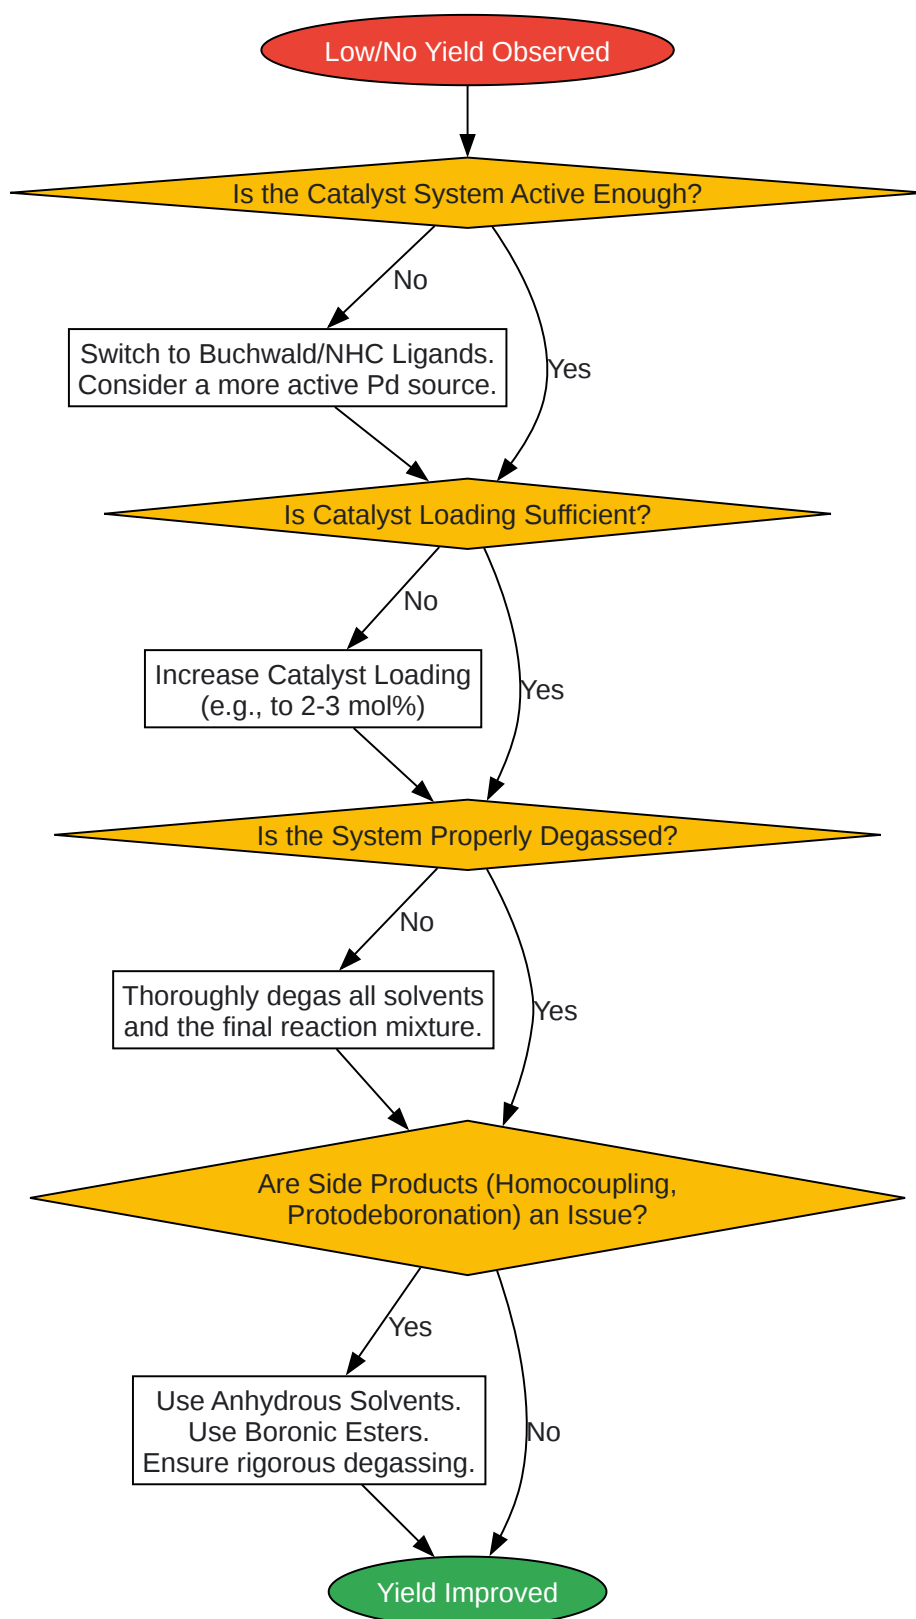 Low/No Yield Observed
Is the Catalyst System Active Enough?
No
Switch to Buchwald/NHC Ligands.
Consider a more active Pd source.
Yes
Is Catalyst Loading Sufficient?
No
Increase Catalyst Loading
(e.g., to 2-3 mol%)
Yes
Is the System Properly Degassed?
No
Thoroughly degas all solvents
and the final reaction mixture.
Yes
Are Side Products (Homocoupling,
Protodeboronation) an Issue?
Yes
Use Anhydrous Solvents.
Use Boronic Esters.
Ensure rigorous degassing.
No
Yield Improved